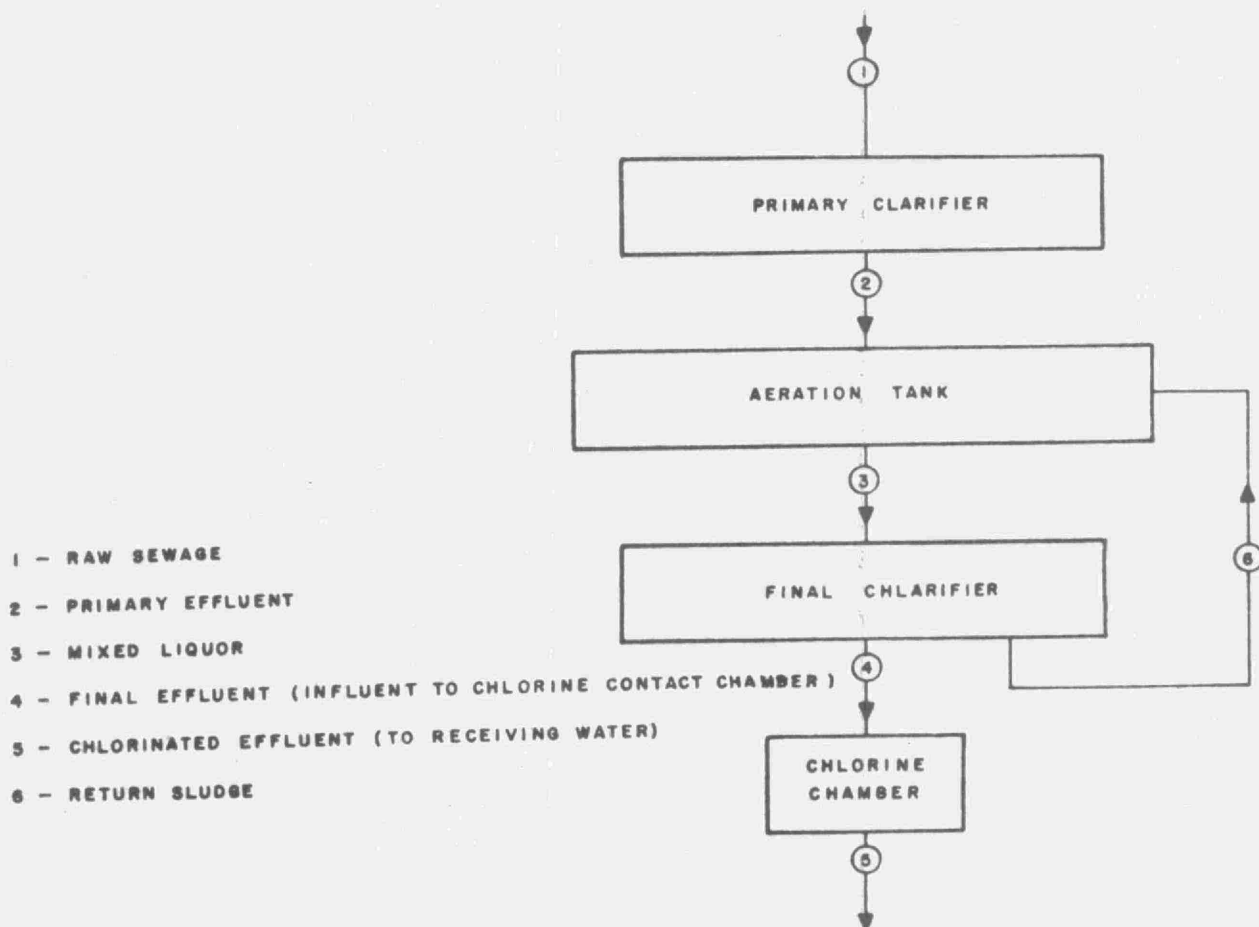 1
PRIMARY CLARIFIER
2
AERATION TANK
3
FINAL CHLARIFIER
6
4
CHLORINE
CHAMBER
5
1 - RAW SEWAGE
2 - PRIMARY EFFLUENT
3 - MIXED LIQUOR
4 - FINAL EFFLUENT (INFLUENT TO CHLORINE CONTACT CHAMBER)
5 - CHLORINATED EFFLUENT (TO RECEIVING WATER)
6 - RETURN SLUDGE